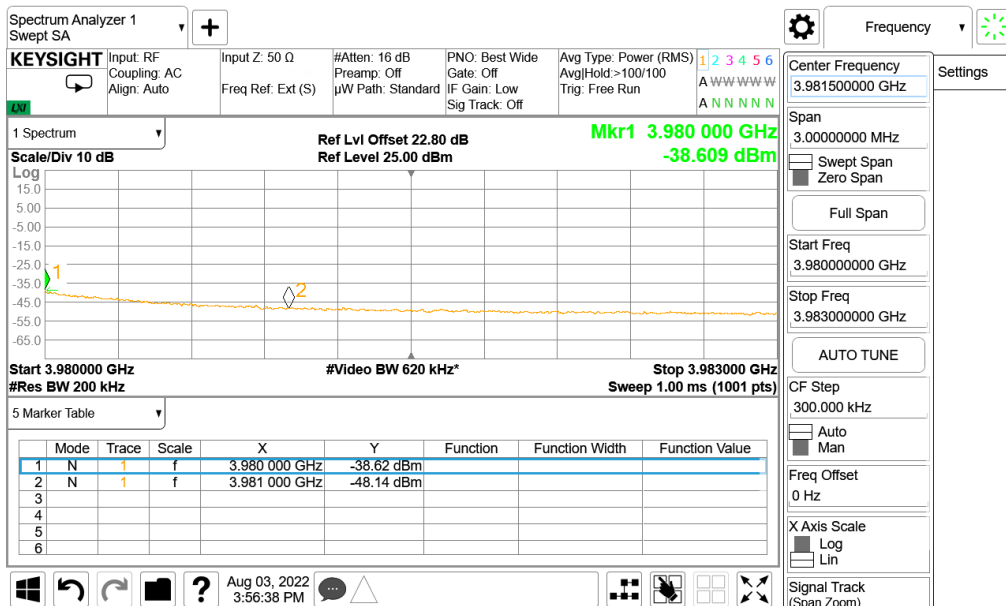 Spectrum Analyzer 1
Swept SA
+
Frequency
KEYSIGHT
LXI
Input: RF
Coupling: AC
Align: Auto
Input Z: 50 Ω
Freq Ref: Ext (S)
#Atten: 16 dB
Preamp: Off
µW Path: Standard
PNO: Best Wide
Gate: Off
IF Gain: Low
Sig Track: Off
Avg Type: Power (RMS)
Avg|Hold:>100/100
Trig: Free Run
1 2 3 4 5 6
A W W W W W
A N N N N N
1 Spectrum
Scale/Div 10 dB
Ref Lvl Offset 22.80 dB
Ref Level 25.00 dBm
Mkr1 3.980 000 GHz
-38.609 dBm
Log
15.0
5.00
-5.00
-15.0
-25.0
-35.0
-45.0
-55.0
-65.0
1
2
Start 3.980000 GHz
#Res BW 200 kHz
#Video BW 620 kHz*
Stop 3.983000 GHz
Sweep 1.00 ms (1001 pts)
5 Marker Table
Mode Trace Scale X Y Function Function Width Function Value
1 N 1 f 3.980 000 GHz -38.62 dBm
2 N 1 f 3.981 000 GHz -48.14 dBm
3
4
5
6
?
Aug 03, 2022
3:56:38 PM
Center Frequency
3.981500000 GHz
Settings
Span
3.00000000 MHz
Swept Span
Zero Span
Full Span
Start Freq
3.980000000 GHz
Stop Freq
3.983000000 GHz
AUTO TUNE
CF Step
300.000 kHz
Auto
Man
Freq Offset
0 Hz
X Axis Scale
Log
Lin
Signal Track
(Span Zoom)